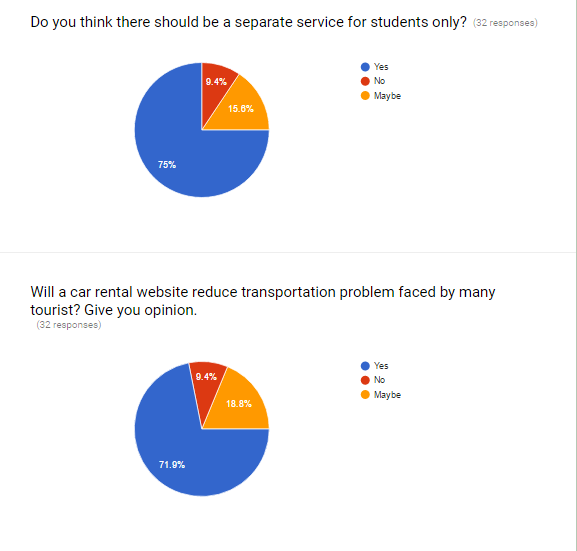 Do you think there should be a separate service for students only? (32 responses)
Yes
No
Maybe
9.4%
15.6%
75%
Will a car rental website reduce transportation problem faced by many
tourist? Give you opinion.
(32 responses)
Yes
No
Maybe
9.4%
18.8%
71.9%